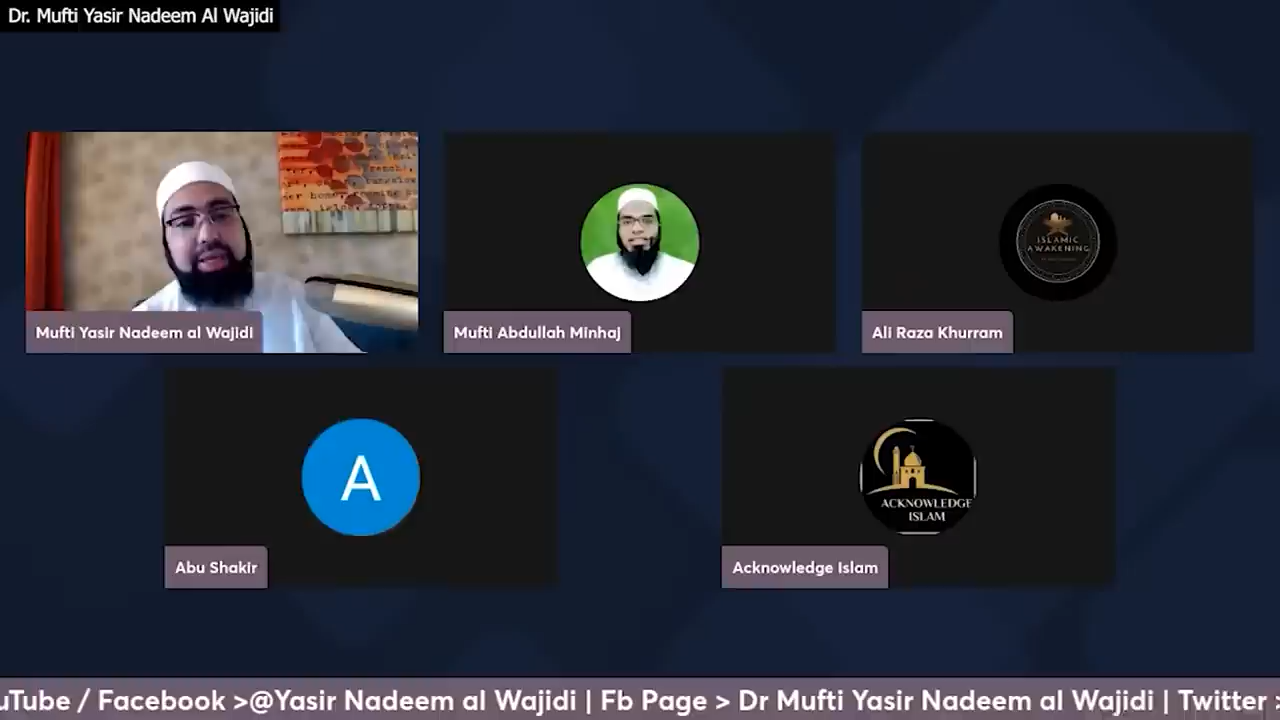 Dr. Mufti Yasir Nadeem Al Wajidi
Mufti Yasir Nadeem al Wajidi
Mufti Abdullah Minhaj
ISLAMIC
AWAKENING
Ali Raza Khurram
A
Abu Shakir
ACKNOWLEDGE
ISLAM
Acknowledge Islam
uTube / Facebook >@Yasir Nadeem al Wajidi | Fb Page > Dr Mufti Yasir Nadeem al Wajidi | Twitter >